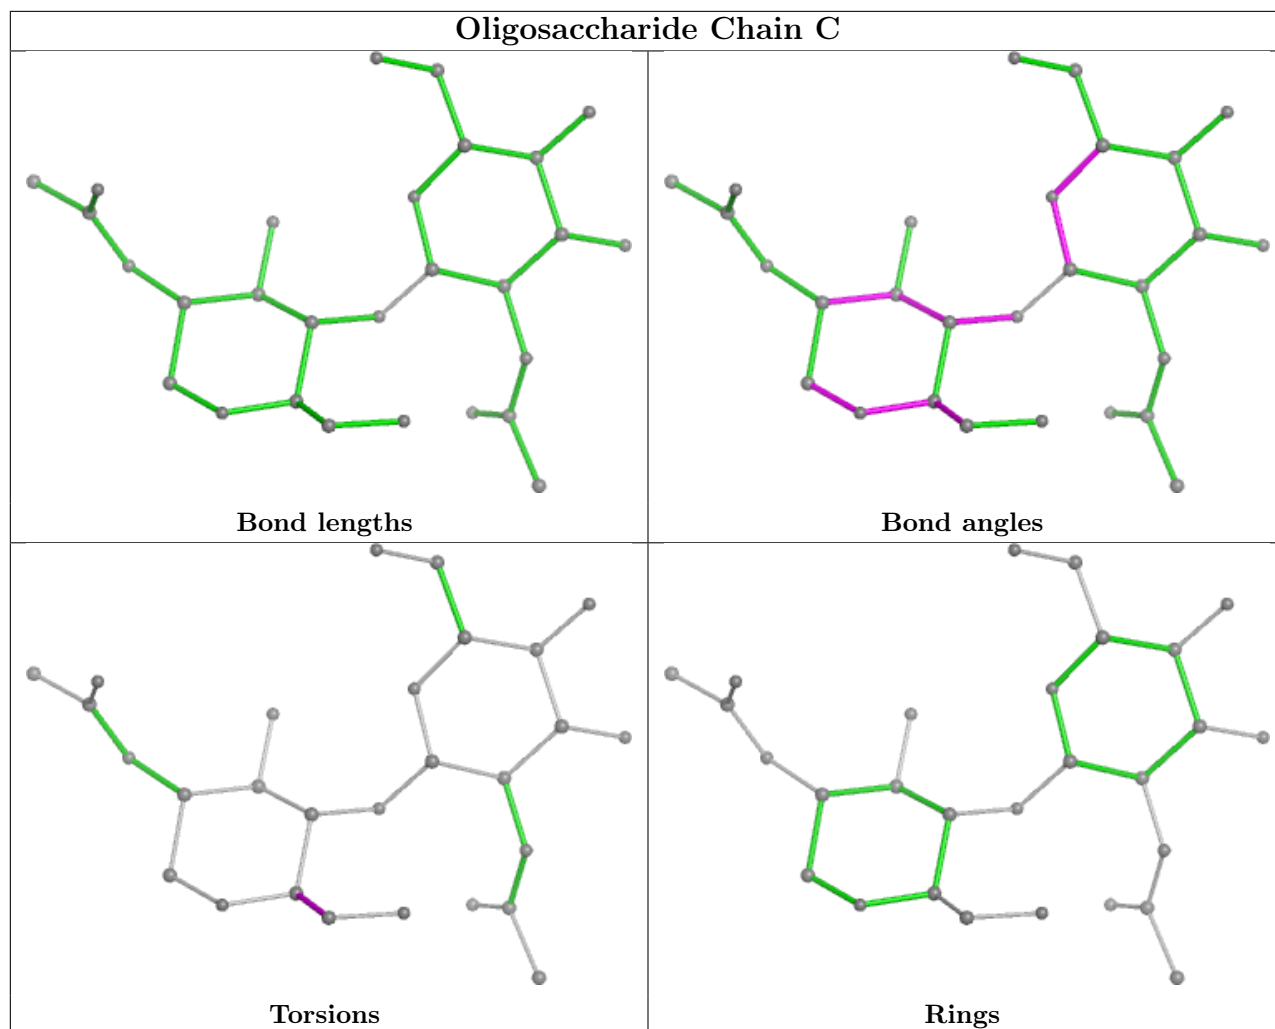 Oligosaccharide Chain C
Bond lengths
Bond angles
Torsions
Rings